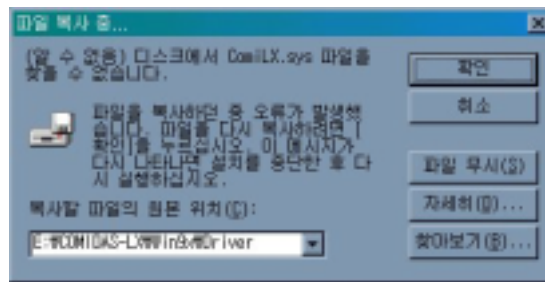 파일 복사 중...
(알 수 없음) 디스크에서 ComiLX.sys 파일을
찾을 수 없습니다.
파일을 복사하던 중 오류가 발생했
습니다. 파일을 다시 복사하려면 [
확인]을 누르십시오. 이 메시지가
다시 나타나면 설치를 중단한 후 다
시 실행하십시오.
복사할 파일의 원본 위치(C):
E:\COMIDAS-LX\Win9x\Driver
확인
취소
파일 무시(S)
자세히(D)...
찾아보기(B)...